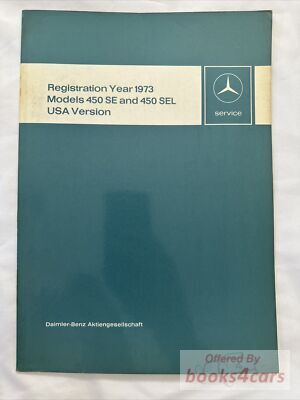 Registration Year 1973
Models 450 SE and 450 SEL
USA Version
service
Daimler-Benz Aktiengesellschaft
Offered By
books4cars